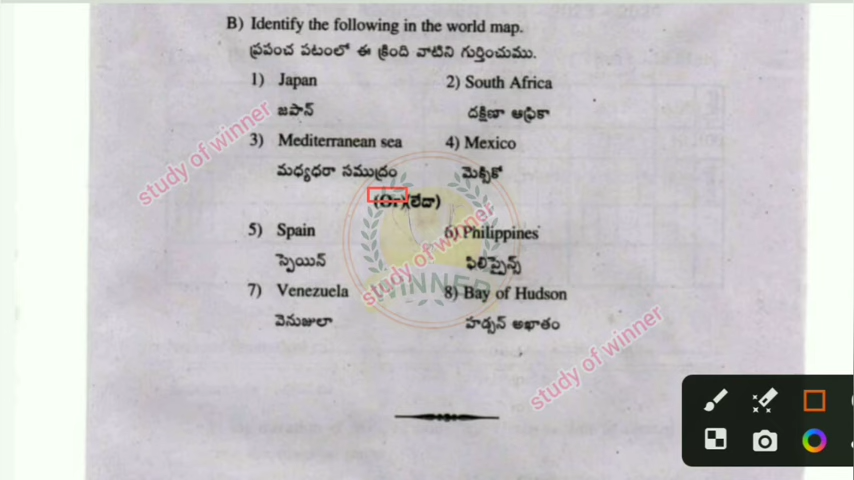 B) Identify the following in the world map.
ప్రపంచ పటంలో ఈ క్రింది వాటిని గుర్తించుము.
1) Japan 2) South Africa
జపాన్ దక్షిణా ఆఫ్రికా
3) Mediterranean sea 4) Mexico
మధ్యధరా సముద్రం మెక్సికో
(Or)(లేదా)
5) Spain 6) Philippines
స్పెయిన్ ఫిలిప్పైన్స్
7) Venezuela 8) Bay of Hudson
వెనుజులా హడ్సన్ అఖాతం
study of winner
study of winner
WINNER
study of winner